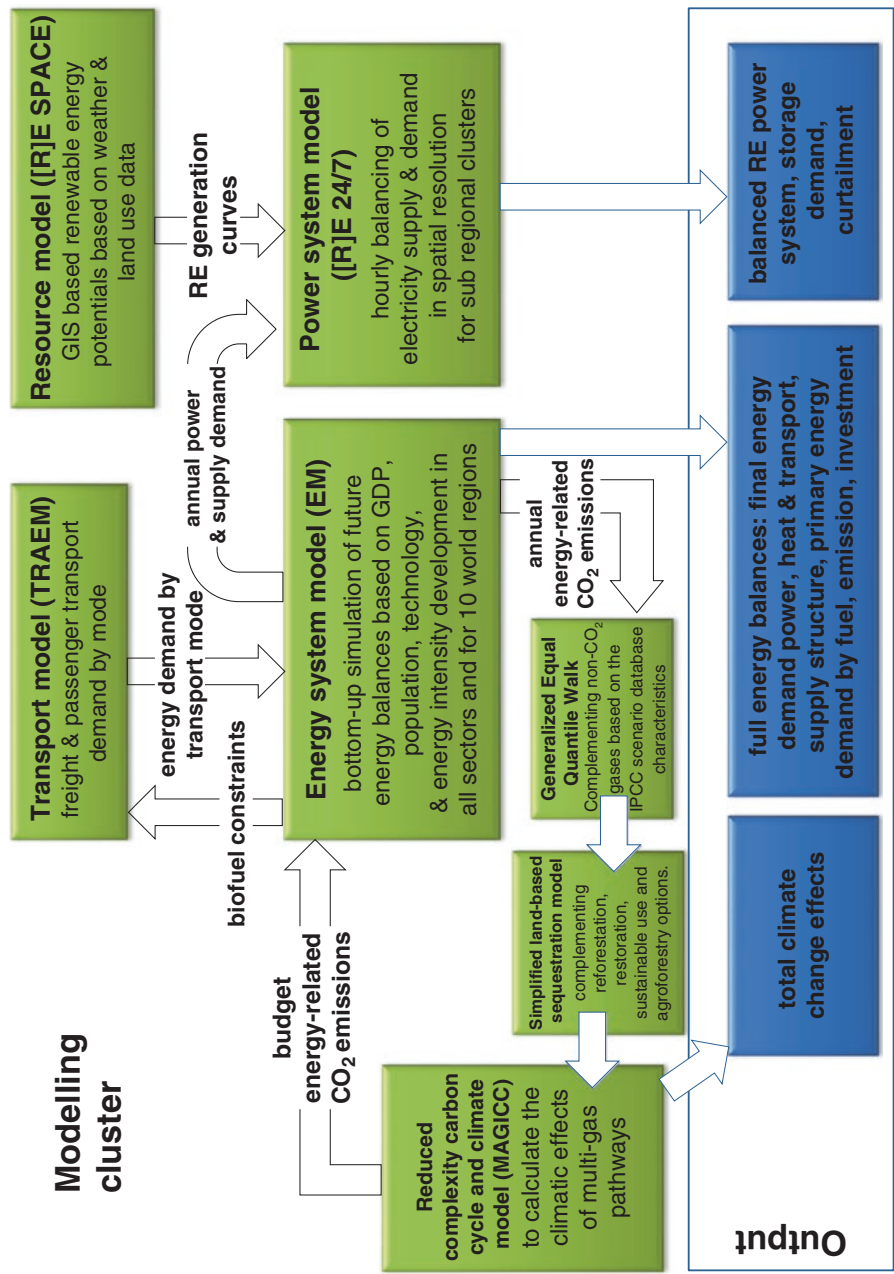 Modelling
cluster
Transport model (TRAEM)
freight & passenger transport
demand by mode
Resource model ([R]E SPACE)
GIS based renewable energy
potentials based on weather &
land use data
biofuel constraints
energy demand by
transport mode
annual power
& supply demand
RE generation
curves
budget
energy-related
CO₂ emissions
Energy system model (EM)
bottom-up simulation of future
energy balances based on GDP,
population, technology,
& energy intensity development in
all sectors and for 10 world regions
Power system model
([R]E 24/7)
hourly balancing of
electricity supply & demand
in spatial resolution
for sub regional clusters
Reduced
complexity carbon
cycle and climate
model (MAGICC)
to calculate the
climatic effects
of multi-gas
pathways
Simplified land-based
sequestration model
complementing
reforestation,
restoration,
sustainable use and
agroforestry options.
Generalized Equal
Quantile Walk
Complementing non-CO₂
gases based on the
IPCC scenario database
characteristics
annual
energy-related
CO₂ emissions
Output
total climate
change effects
full energy balances: final energy
demand power, heat & transport,
supply structure, primary energy
demand by fuel, emission, investment
balanced RE power
system, storage
demand,
curtailment